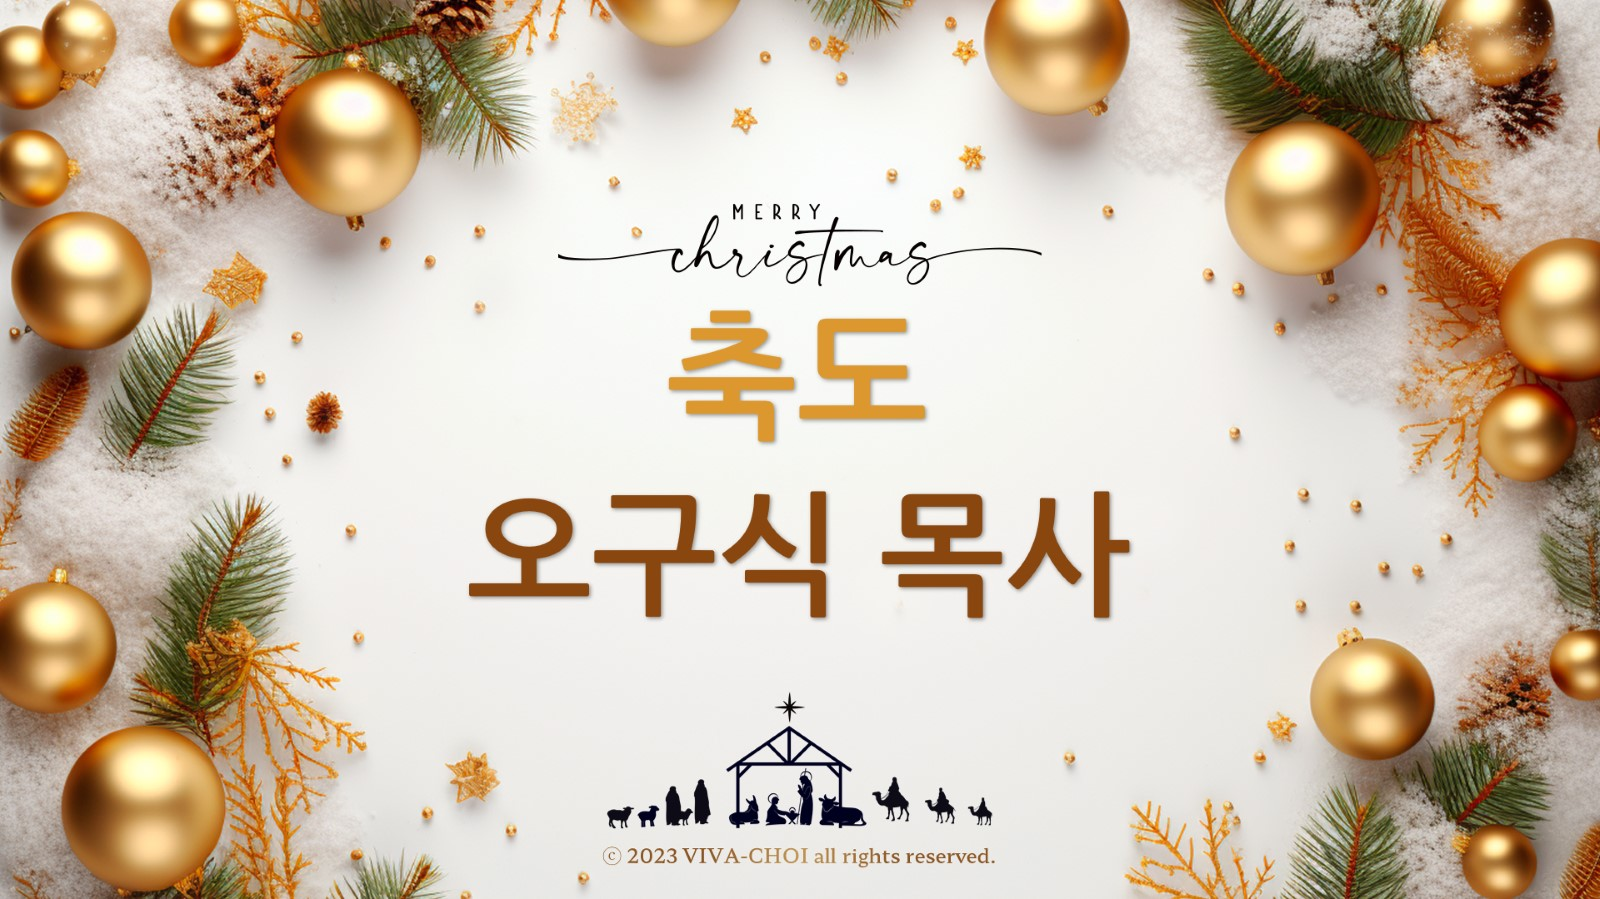 MERRY
christmas
축도
오구식 목사
ⓒ 2023 VIVA-CHOI all rights reserved.